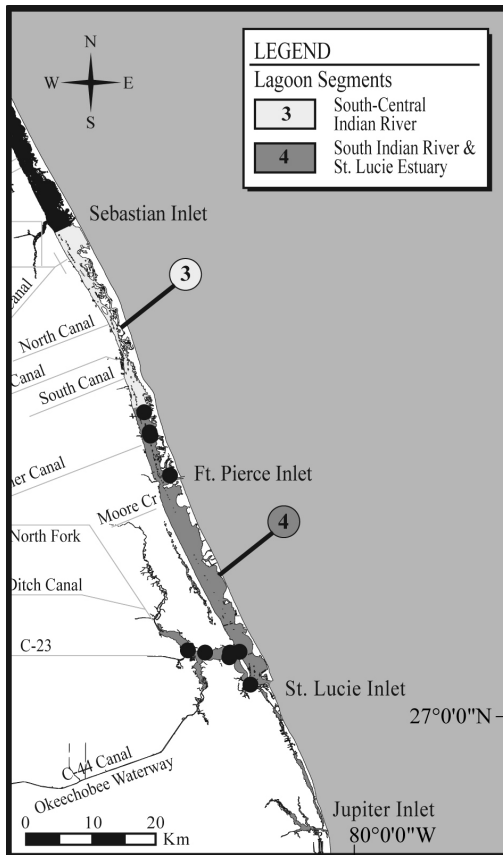 N
W E
S
LEGEND
Lagoon Segments
3 South-Central
Indian River
4 South Indian River &
St. Lucie Estuary
Sebastian Inlet
3
Canal
North Canal
Canal
South Canal
Ft. Pierce Inlet
Canal
Moore Cr
4
North Fork
Ditch Canal
C-23
St. Lucie Inlet
27°0'0"N
C-44 Canal
Okeechobee Waterway
Jupiter Inlet
0 10 20
Km
80°0'0"W